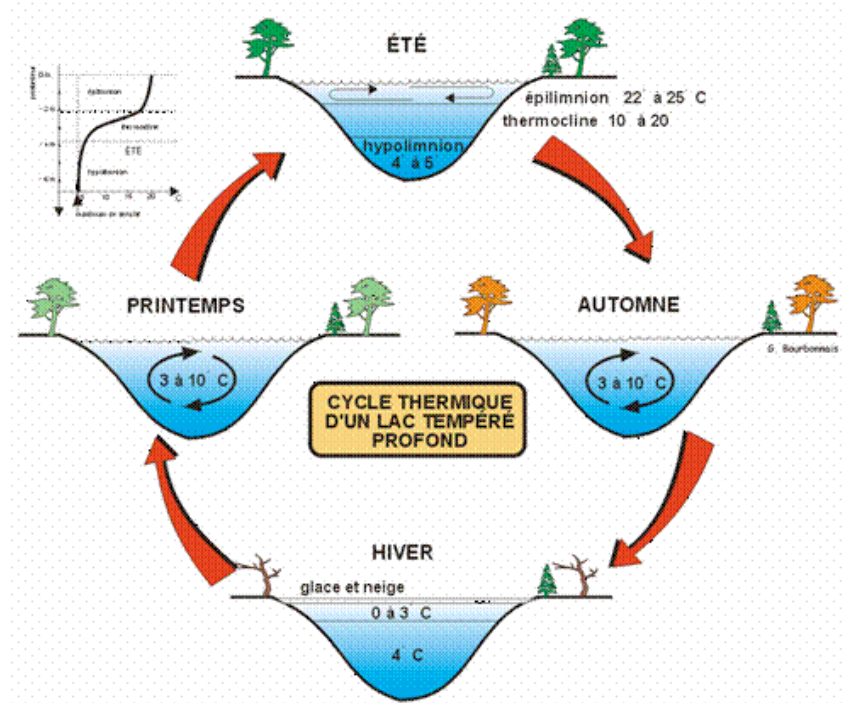 ÉTÉ
épilimnion 22° à 25° C
thermocline 10° à 20
hypolimnion
4° à 5°
épilimnion
thermocline
ÉTÉ
hypolimnion
10 15 20 C
PRINTEMPS
3 à 10° C
AUTOMNE
3 à 10° C
G. Bourbonnais
CYCLE THERMIQUE
D'UN LAC TEMPÉRÉ
PROFOND
HIVER
glace et neige
0 à 3° C
4° C